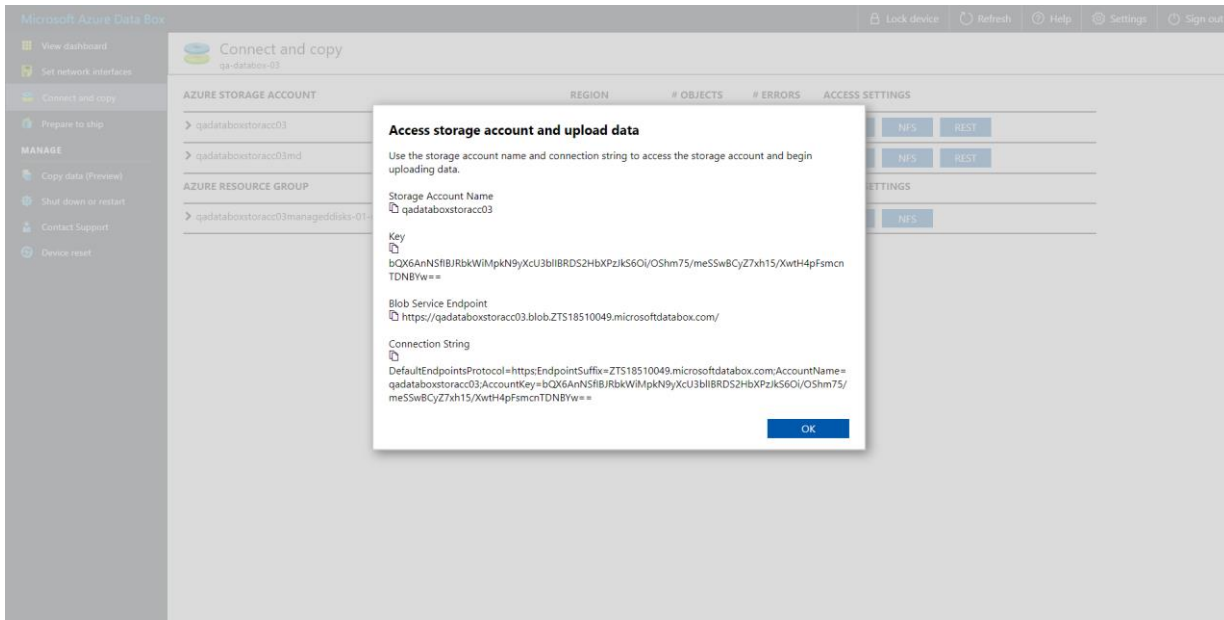 Microsoft Azure Data Box
Lock device
Refresh
Help
Settings
Sign out
View dashboard
Set network interfaces
Connect and copy
Prepare to ship
MANAGE
Copy data (Preview)
Shut down or restart
Contact Support
Device reset
Connect and copy
qa-databox-03
AZURE STORAGE ACCOUNT REGION # OBJECTS # ERRORS ACCESS SETTINGS
qadataboxstoracc03 NFS REST
qadataboxstoracc03md NFS REST
AZURE RESOURCE GROUP ETTINGS
qadataboxstoracc03manageddisks-01- NFS
Access storage account and upload data
Use the storage account name and connection string to access the storage account and begin
uploading data.
Storage Account Name
qadataboxstoracc03
Key
bQX6AnNSfIBJRbkWiMpkN9yXcU3blIBRDS2HbXPzJkS6Oi/OShm75/meSSwBCyZ7xh15/XwtH4pFsmcn
TDNBYw==
Blob Service Endpoint
https://qadataboxstoracc03.blob.ZTS18510049.microsoftdatabox.com/
Connection String
DefaultEndpointsProtocol=https;EndpointSuffix=ZTS18510049.microsoftdatabox.com;AccountName=
qadataboxstoracc03;AccountKey=bQX6AnNSfIBJRbkWiMpkN9yXcU3blIBRDS2HbXPzJkS6Oi/OShm75/
meSSwBCyZ7xh15/XwtH4pFsmcnTDNBYw==
OK